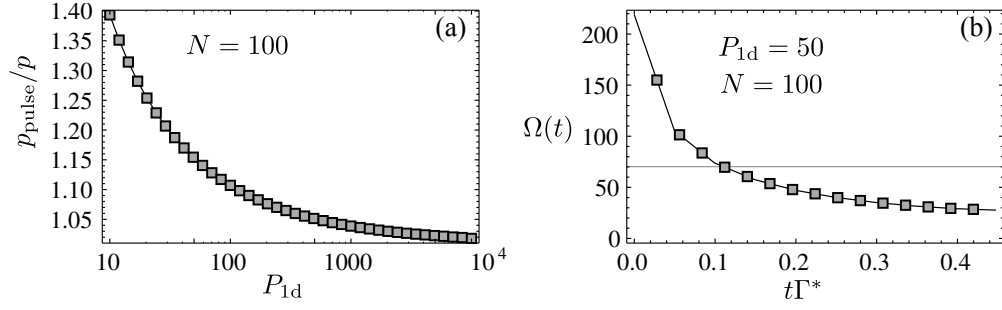 (a)
N = 100
p_pulse/p
1.40
1.35
1.30
1.25
1.20
1.15
1.10
1.05
10
100
1000
10^4
P_1d
(b)
P_1d = 50
N = 100
Ω(t)
200
150
100
50
0
0.0
0.1
0.2
0.3
0.4
tΓ*